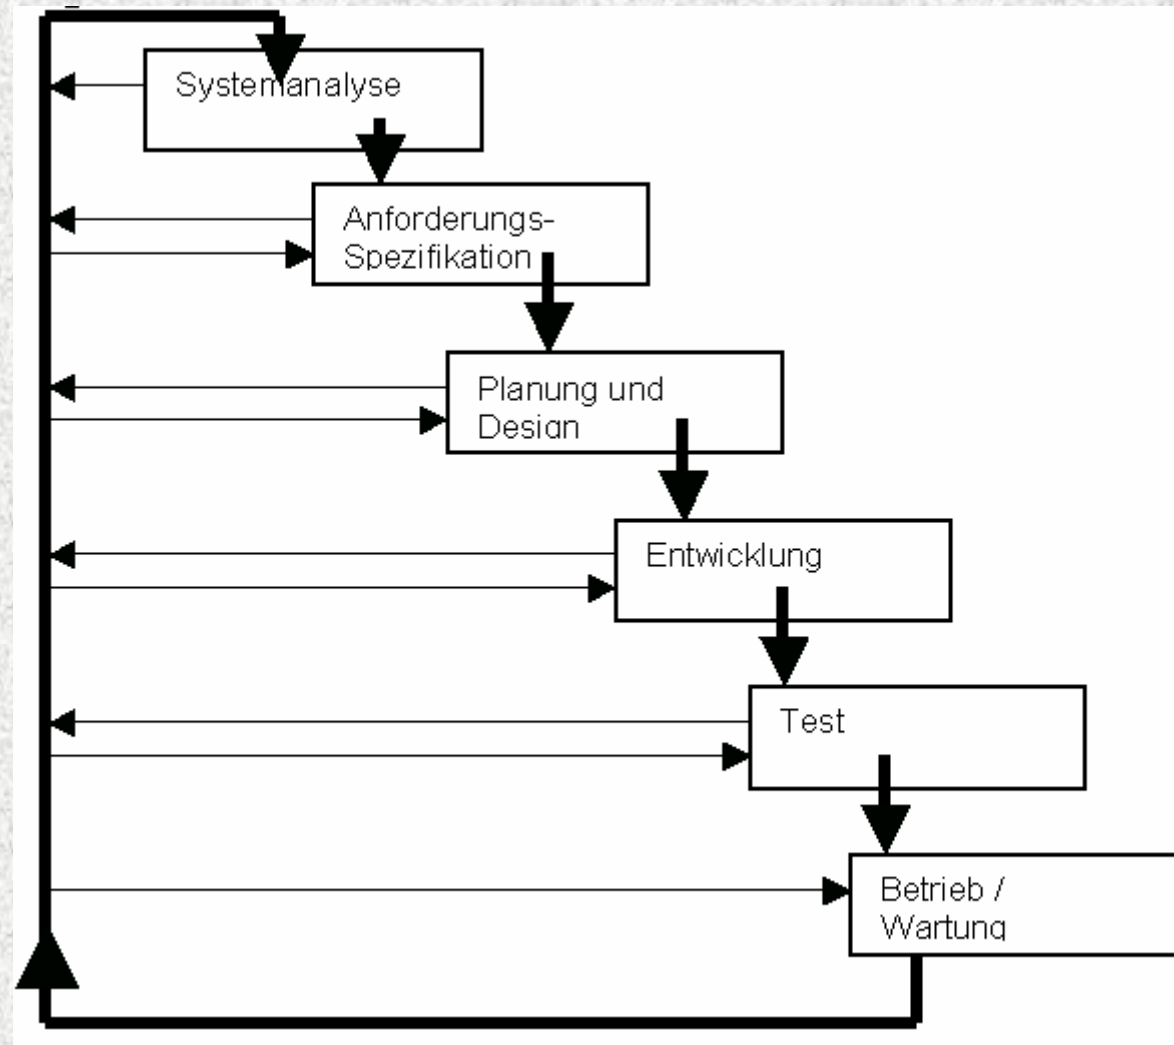 Systemanalyse
Anforderungs-
Spezifikation
Planung und
Design
Entwicklung
Test
Betrieb /
Wartung